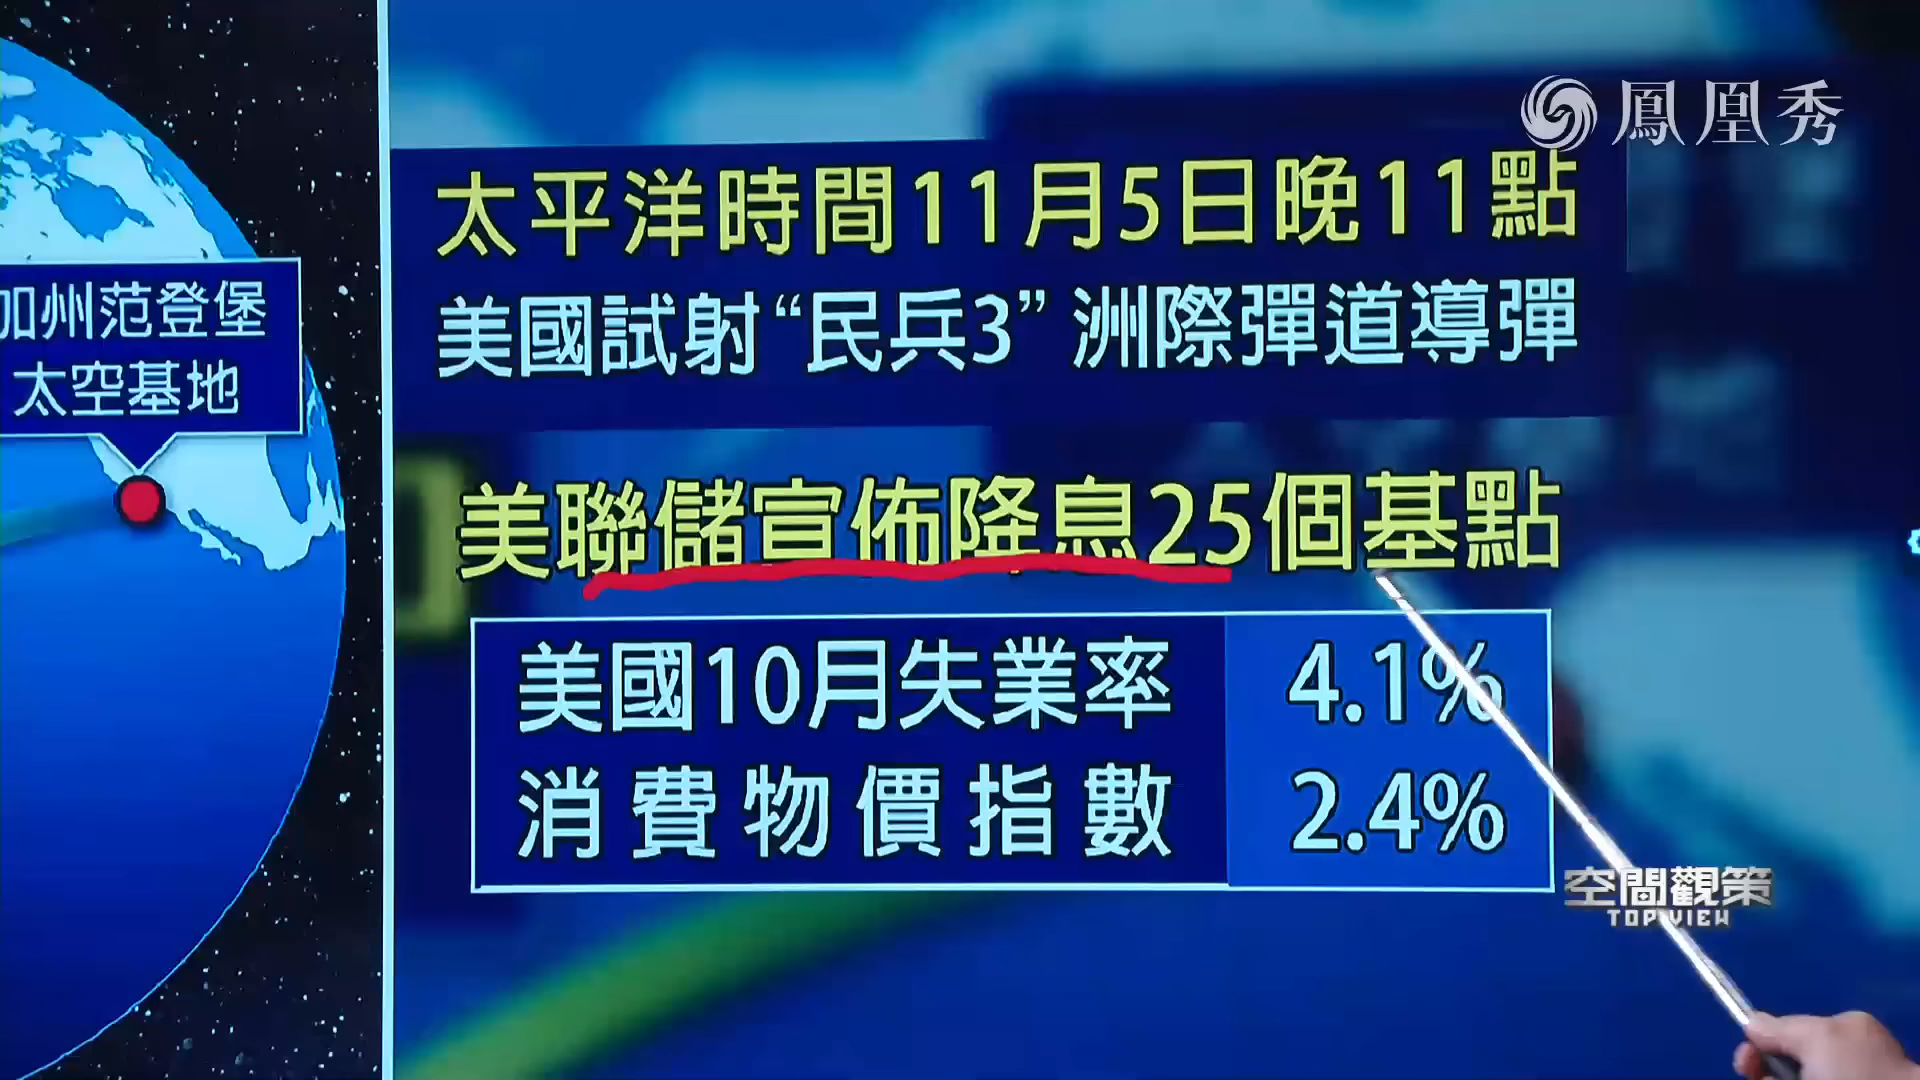 鳳凰秀
太平洋時間11月5日晚11點
美國試射“民兵3”洲際彈道導彈
加州范登堡
太空基地
美聯儲宣佈降息25個基點
美國10月失業率 4.1%
消費物價指數 2.4%
空間觀策
TOP VIEW